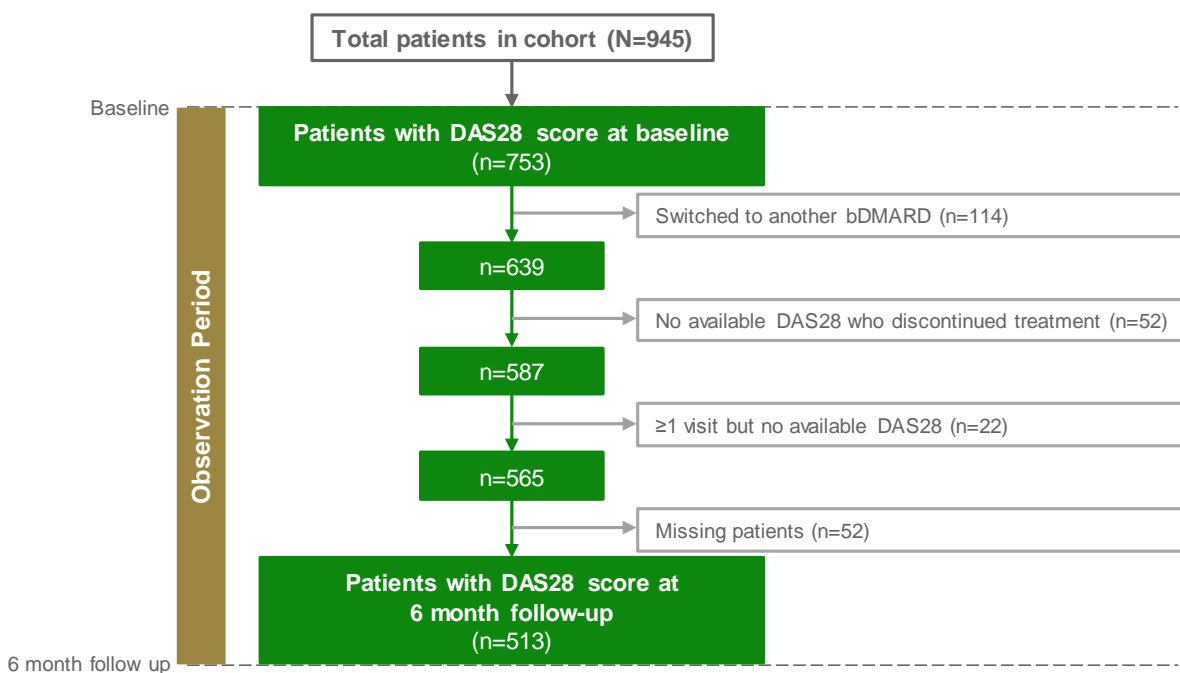 Total patients in cohort (N=945)
Baseline
Patients with DAS28 score at baseline
(n=753)
Switched to another bDMARD (n=114)
n=639
No available DAS28 who discontinued treatment (n=52)
n=587
≥1 visit but no available DAS28 (n=22)
n=565
Missing patients (n=52)
Patients with DAS28 score at
6 month follow-up
(n=513)
6 month follow up
Observation Period